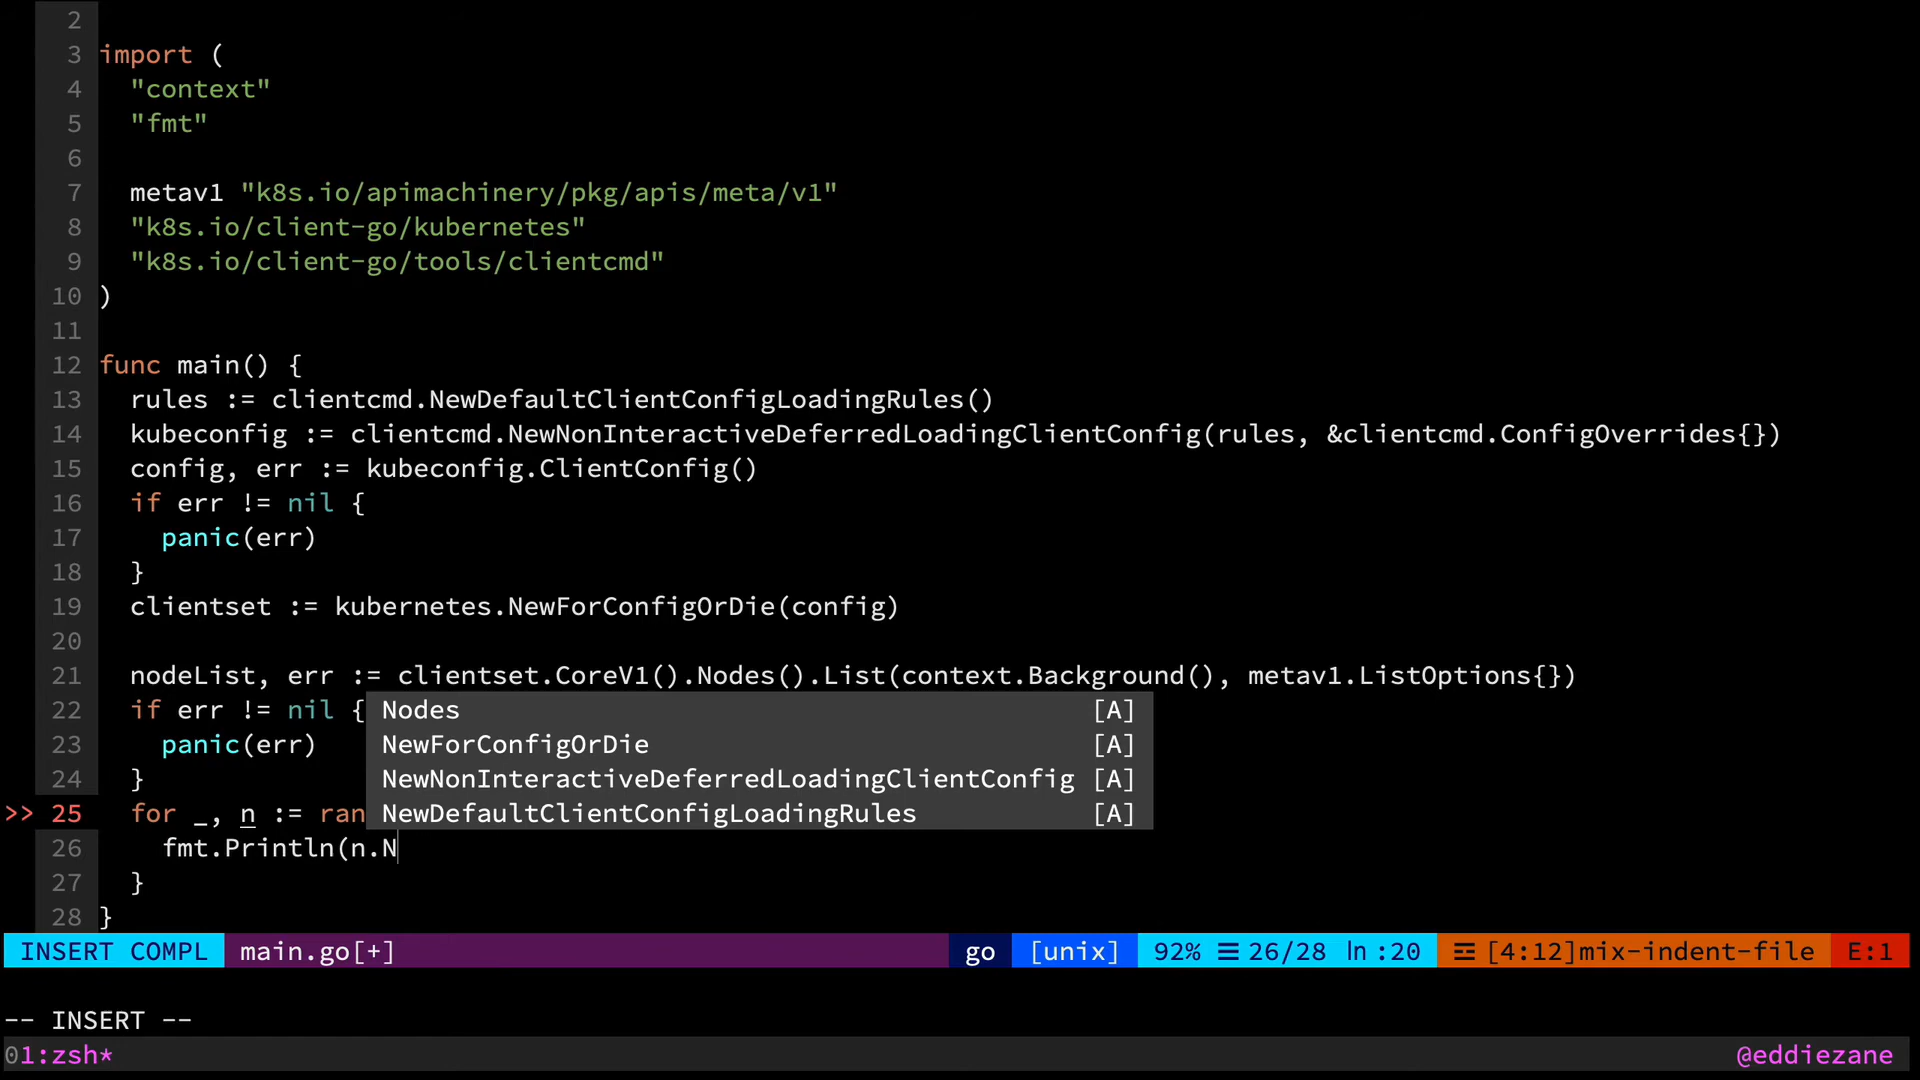 2
3 import (
4 "context"
5 "fmt"
6
7 metav1 "k8s.io/apimachinery/pkg/apis/meta/v1"
8 "k8s.io/client-go/kubernetes"
9 "k8s.io/client-go/tools/clientcmd"
10 )
11
12 func main() {
13 rules := clientcmd.NewDefaultClientConfigLoadingRules()
14 kubeconfig := clientcmd.NewNonInteractiveDeferredLoadingClientConfig(rules, &clientcmd.ConfigOverrides{})
15 config, err := kubeconfig.ClientConfig()
16 if err != nil {
17 panic(err)
18 }
19 clientset := kubernetes.NewForConfigOrDie(config)
20
21 nodeList, err := clientset.CoreV1().Nodes().List(context.Background(), metav1.ListOptions{})
22 if err != nil { Nodes [A]
23 panic(err) NewForConfigOrDie [A]
24 } NewNonInteractiveDeferredLoadingClientConfig [A]
>> 25 for _, n := ran NewDefaultClientConfigLoadingRules [A]
26 fmt.Println(n.N
27 }
28 }
INSERT COMPL main.go[+] go [unix] 92% ☰ 26/28 ln :20 ☲ [4:12]mix-indent-file E:1
-- INSERT --
01:zsh* @eddiezane